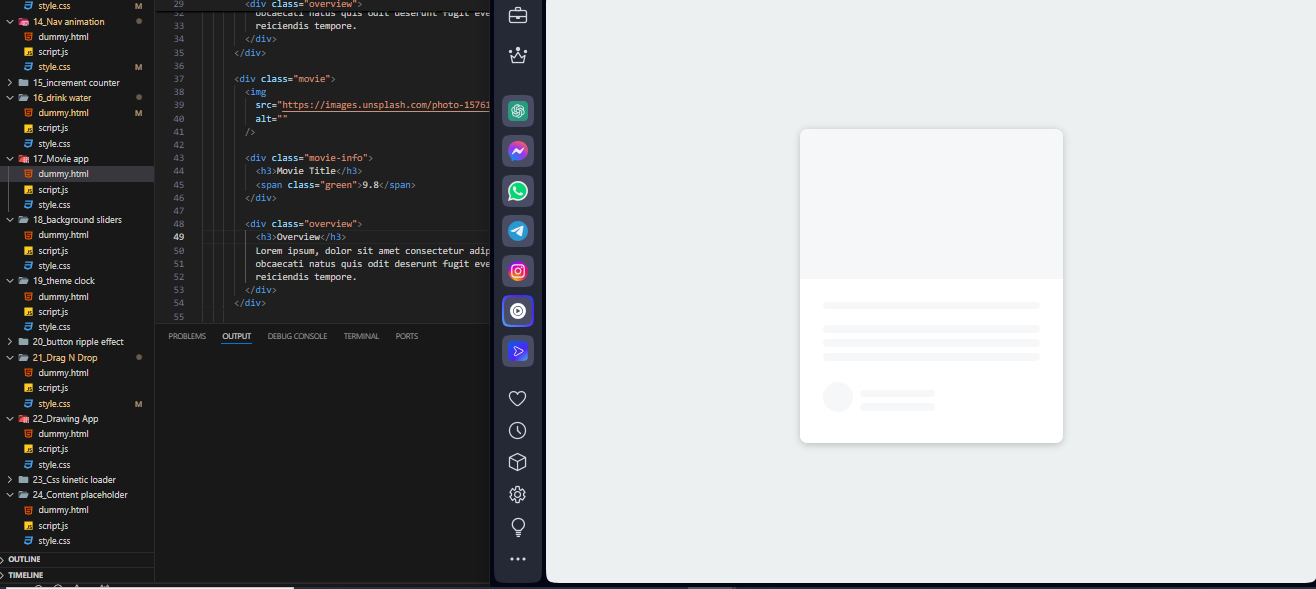 style.css M
14_Nav animation
dummy.html
script.js
style.css M
15_increment counter
16_drink water
dummy.html M
script.js
style.css
17_Movie app
dummy.html
script.js
style.css
18_background sliders
dummy.html
script.js
style.css
19_theme clock
dummy.html
script.js
style.css
20_button ripple effect
21_Drag N Drop
dummy.html
script.js
style.css M
22_Drawing App
dummy.html
script.js
style.css
23_Css kinetic loader
24_Content placeholder
dummy.html
script.js
style.css
OUTLINE
TIMELINE
29 <div class="overview">
32 obcaecati natus quis odit deserunt fugit eve
33 reiciendis tempore.
34 </div>
35 </div>
36
37 <div class="movie">
38 <img
39 src="https://images.unsplash.com/photo-15761
40 alt=""
41 />
42
43 <div class="movie-info">
44 <h3>Movie Title</h3>
45 <span class="green">9.8</span>
46 </div>
47
48 <div class="overview">
49 <h3>Overview</h3>
50 Lorem ipsum, dolor sit amet consectetur adip
51 obcaecati natus quis odit deserunt fugit eve
52 reiciendis tempore.
53 </div>
54 </div>
55
PROBLEMS OUTPUT DEBUG CONSOLE TERMINAL PORTS